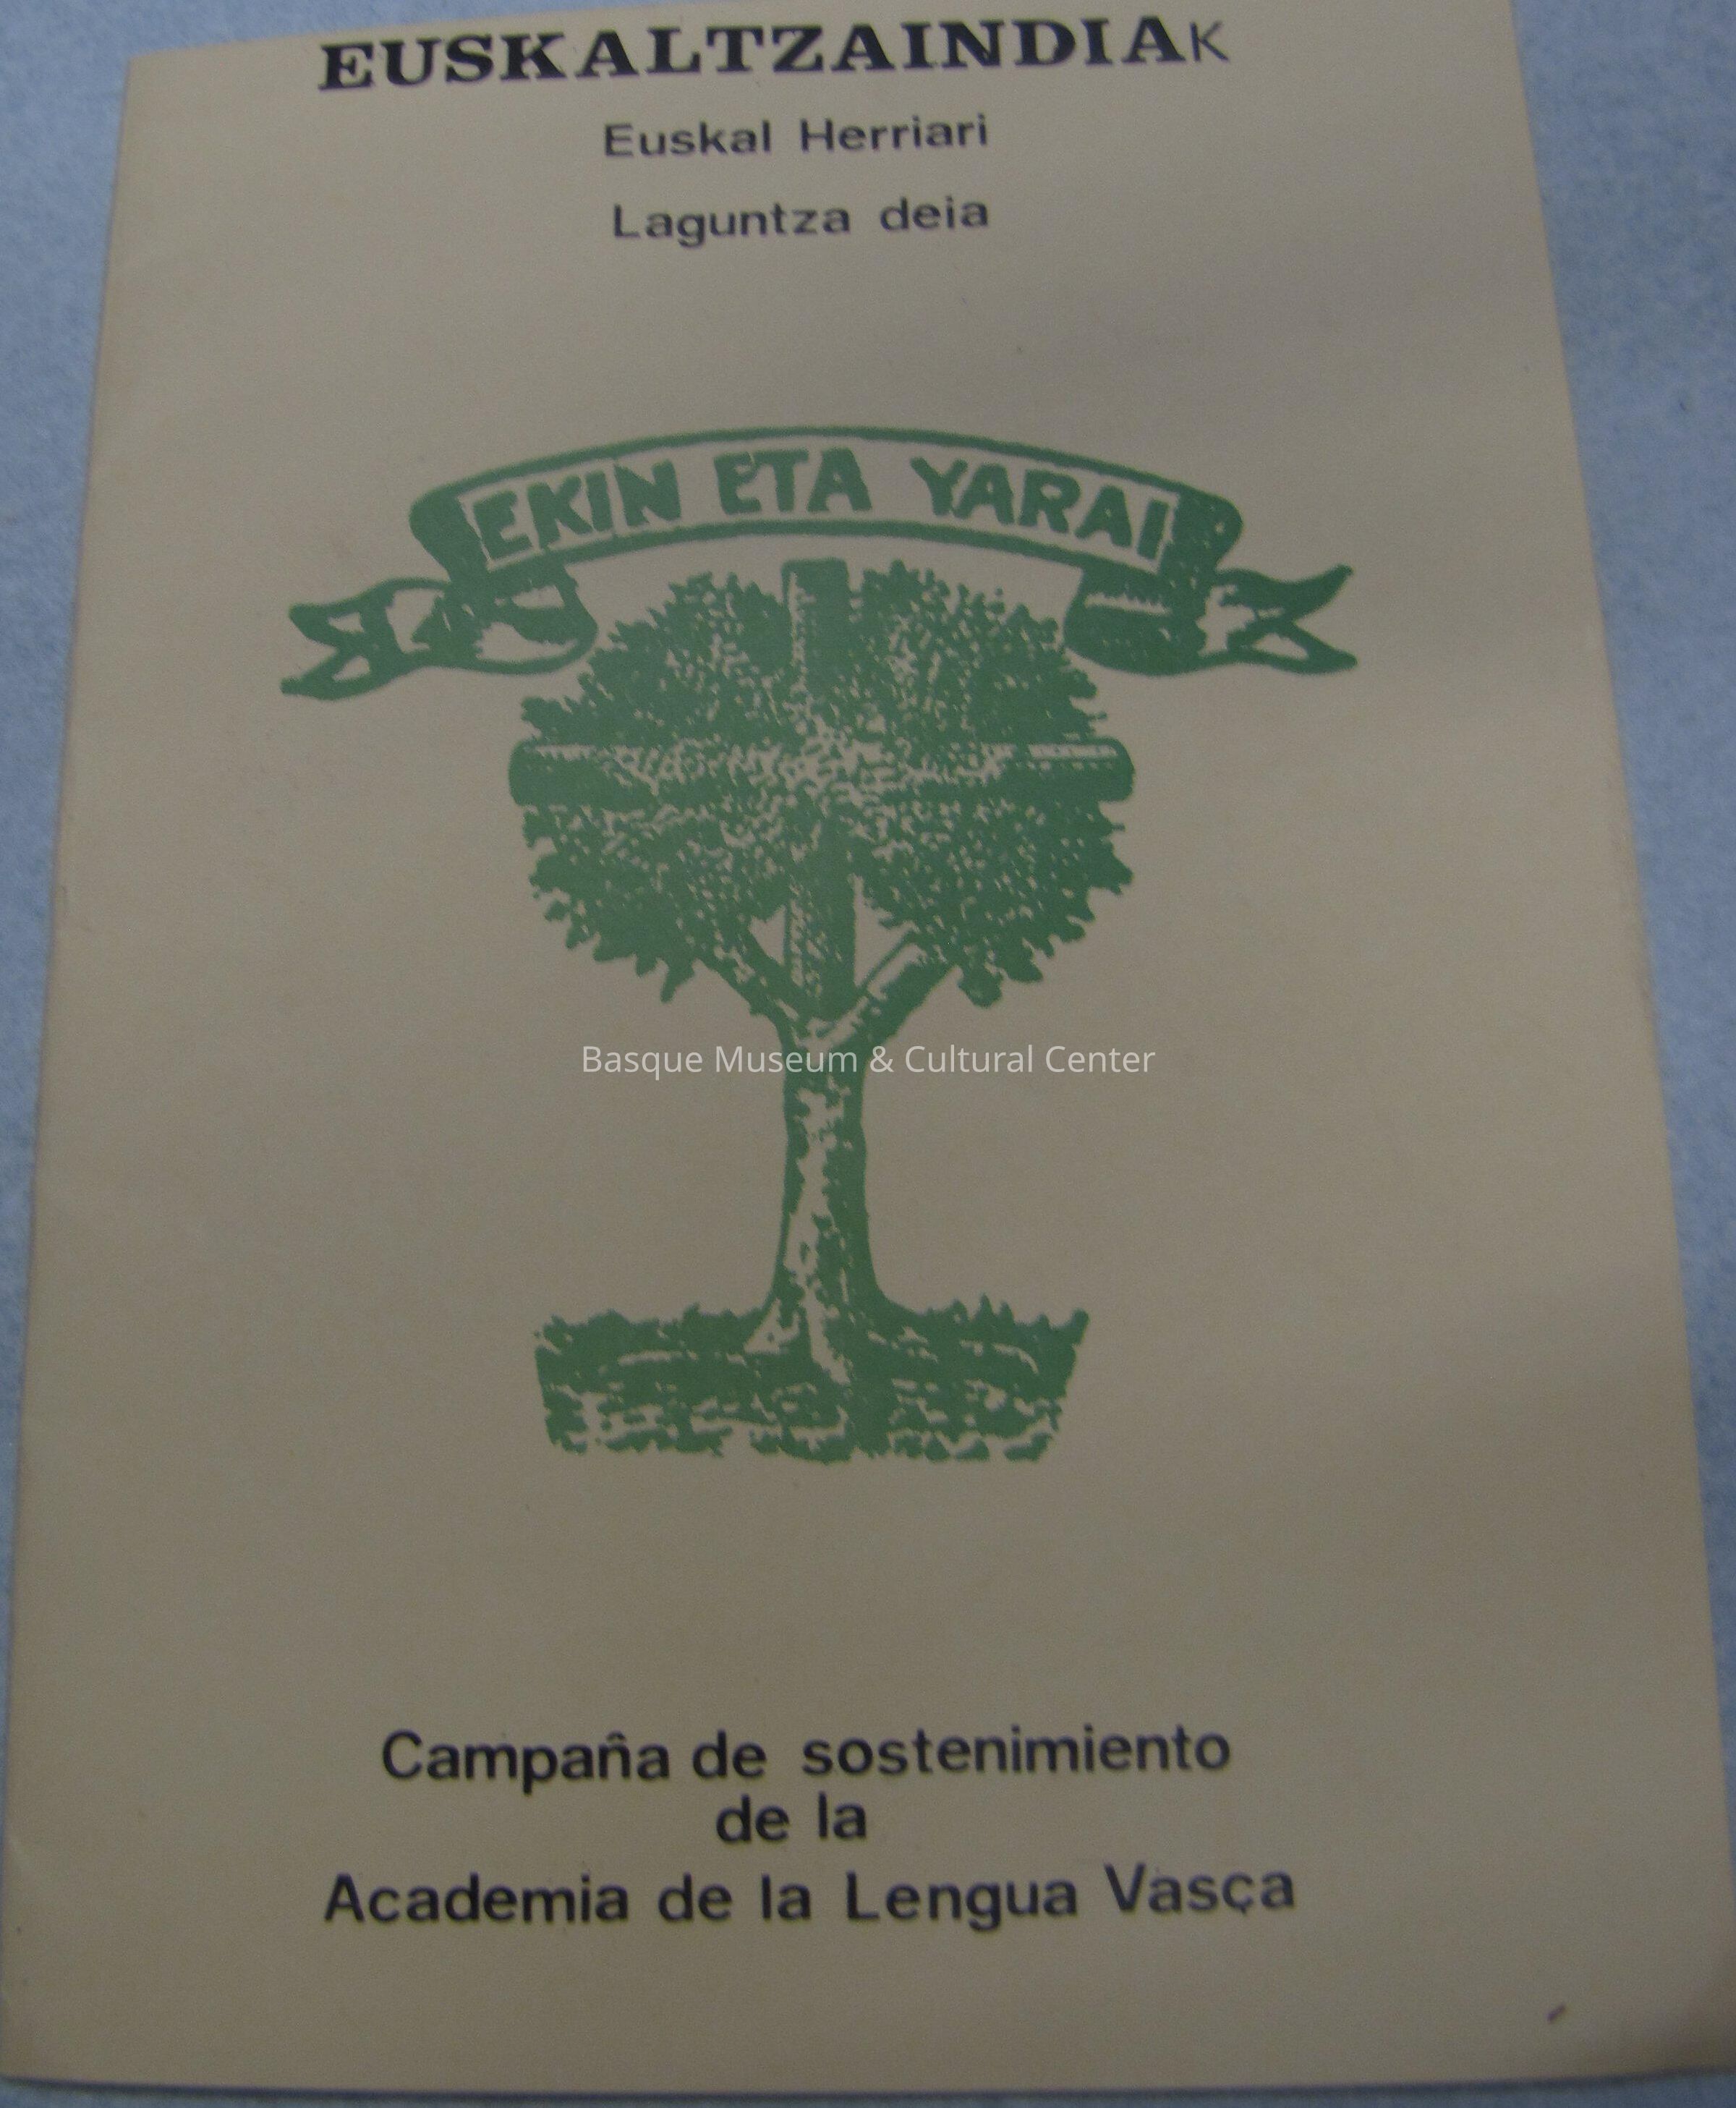 EUSKALTZAINDIAK
Euskal Herriari
Laguntza deia
EKIN ETA YARAI
Basque Museum & Cultural Center
Campaña de sostenimiento
de la
Academia de la Lengua Vasça